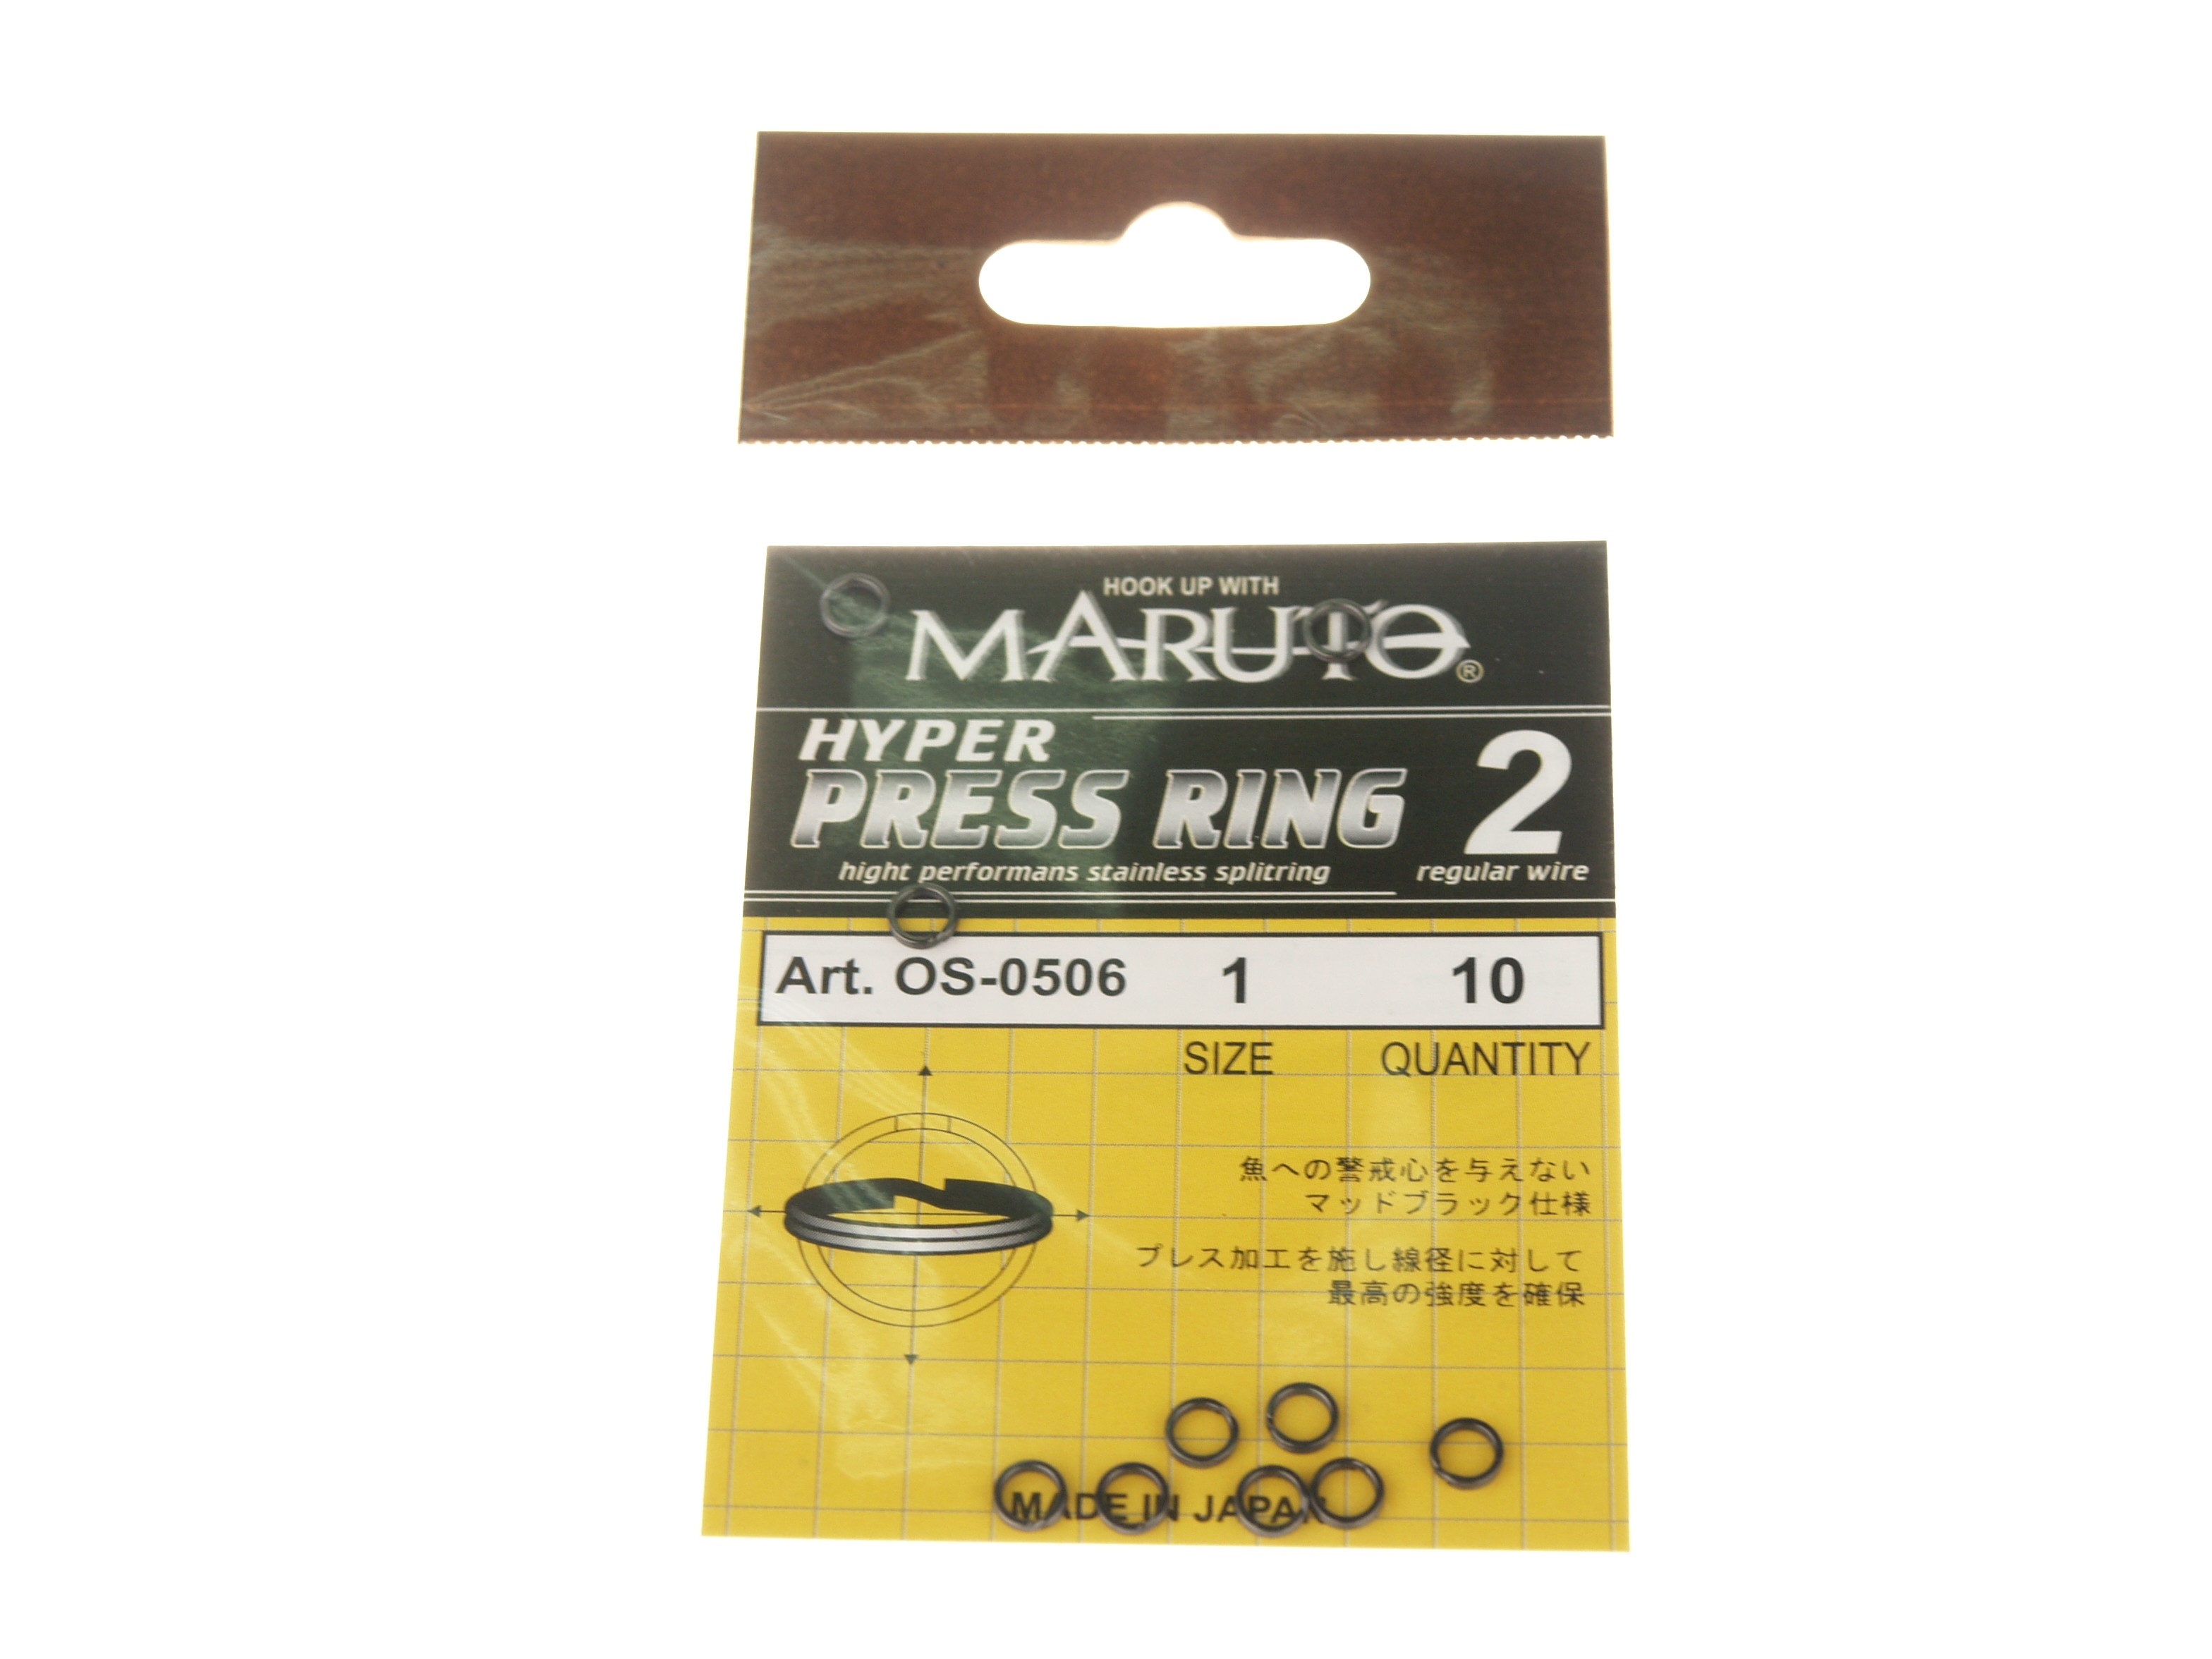 HOOK UP WITH
MARUTO®
HYPER
PRESS RING 2
hight performans stainless splitring regular wire
Art. OS-0506 1 10
SIZE QUANTITY
魚への警戒心を与えない
マッドブラック仕様
プレス加工を施し線径に対して
最高の強度を確保
MADE IN JAPAN